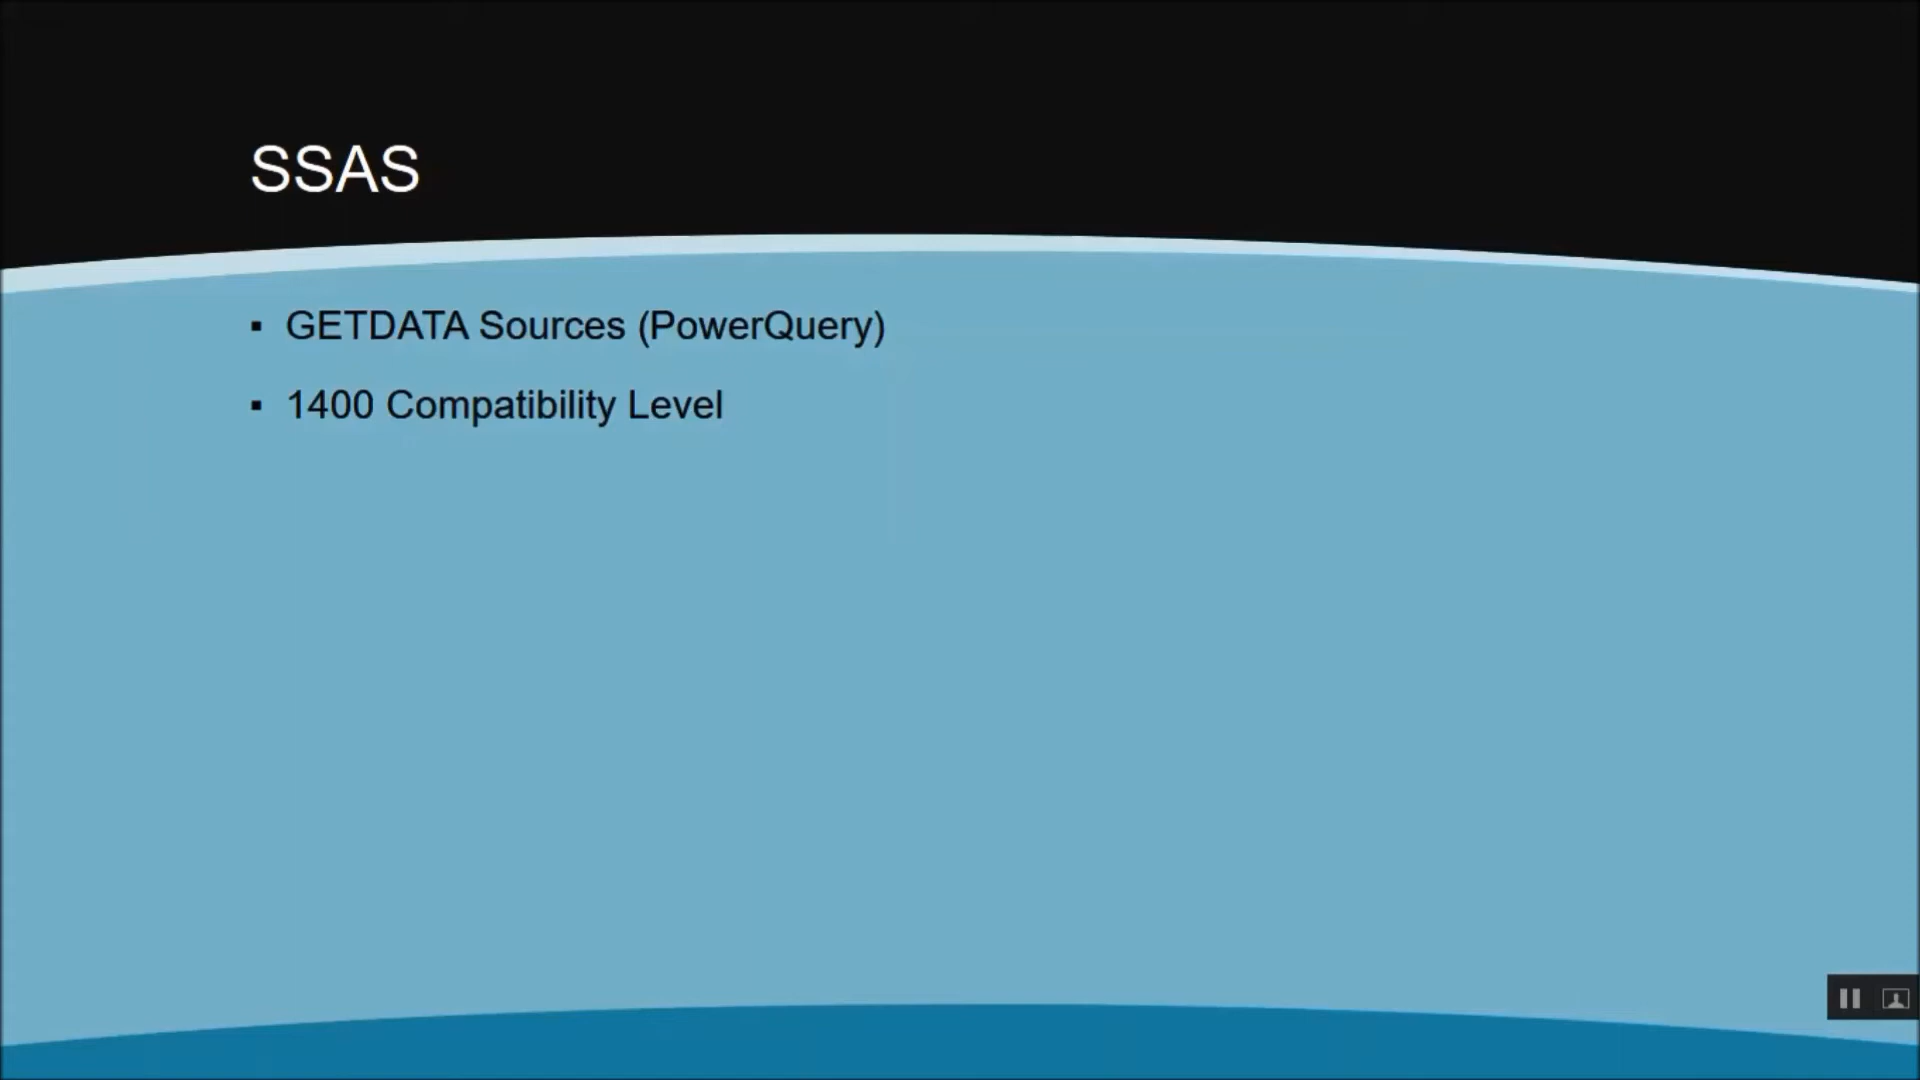 SSAS
▪ GETDATA Sources (PowerQuery)
▪ 1400 Compatibility Level